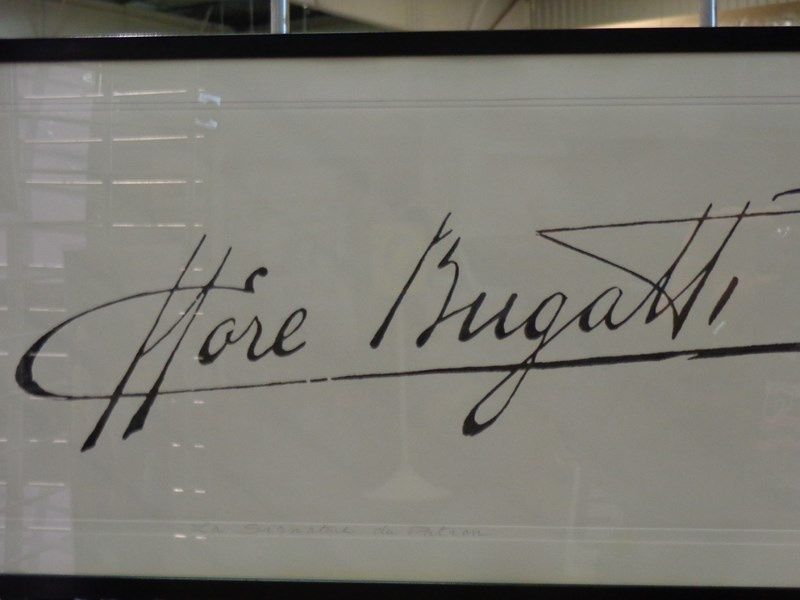 Ettore Bugatti
La signature du Patron